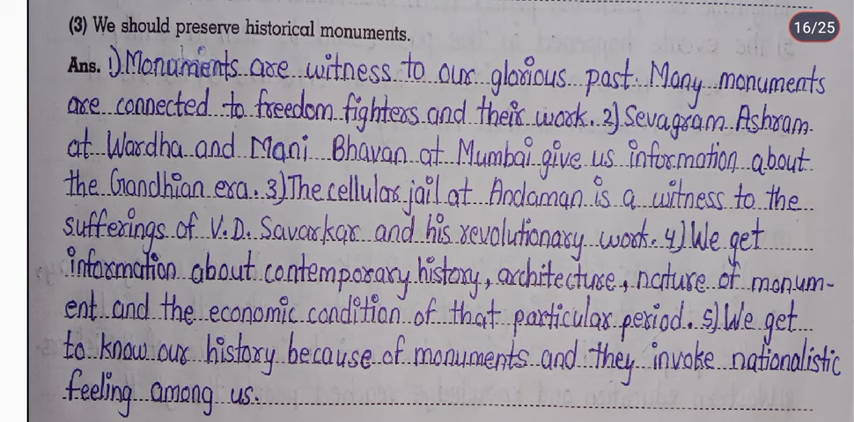 (3) We should preserve historical monuments.
16/25
Ans. 1) Monuments are witness to our glorious past. Many monuments
are connected to freedom fighters and their work. 2) Sevagram Ashram
at Wardha and Mani Bhavan at Mumbai give us information about
the Gandhian era. 3) The cellular jail at Andaman is a witness to the
sufferings of V.D. Savarkar and his revolutionary work. 4) We get
information about contemporary history, architecture, nature of monum-
ent and the economic condition of that particular period. 5) We get
to know our history because of monuments and they invoke nationalistic
feeling among us.